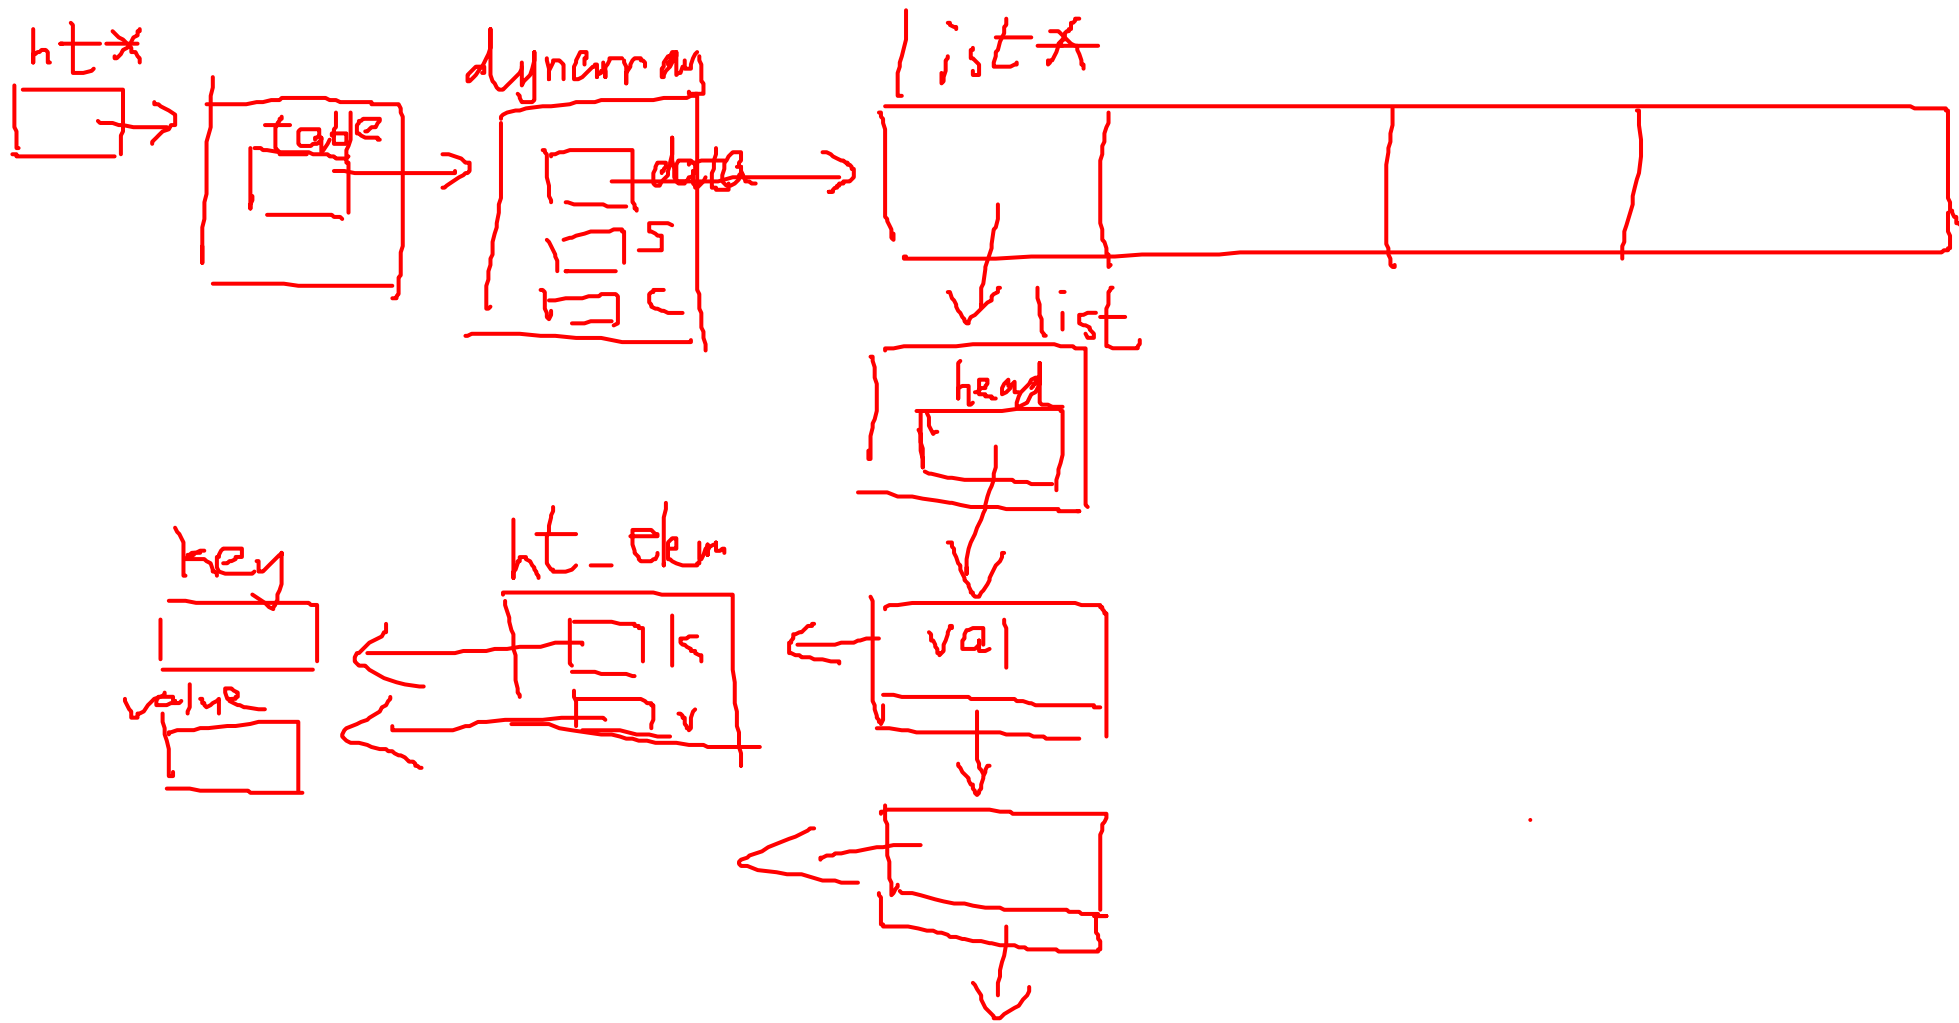 ht*
dynarray
list*
table
data
s
c
list
head
key
ht_elem
k
val
value
v